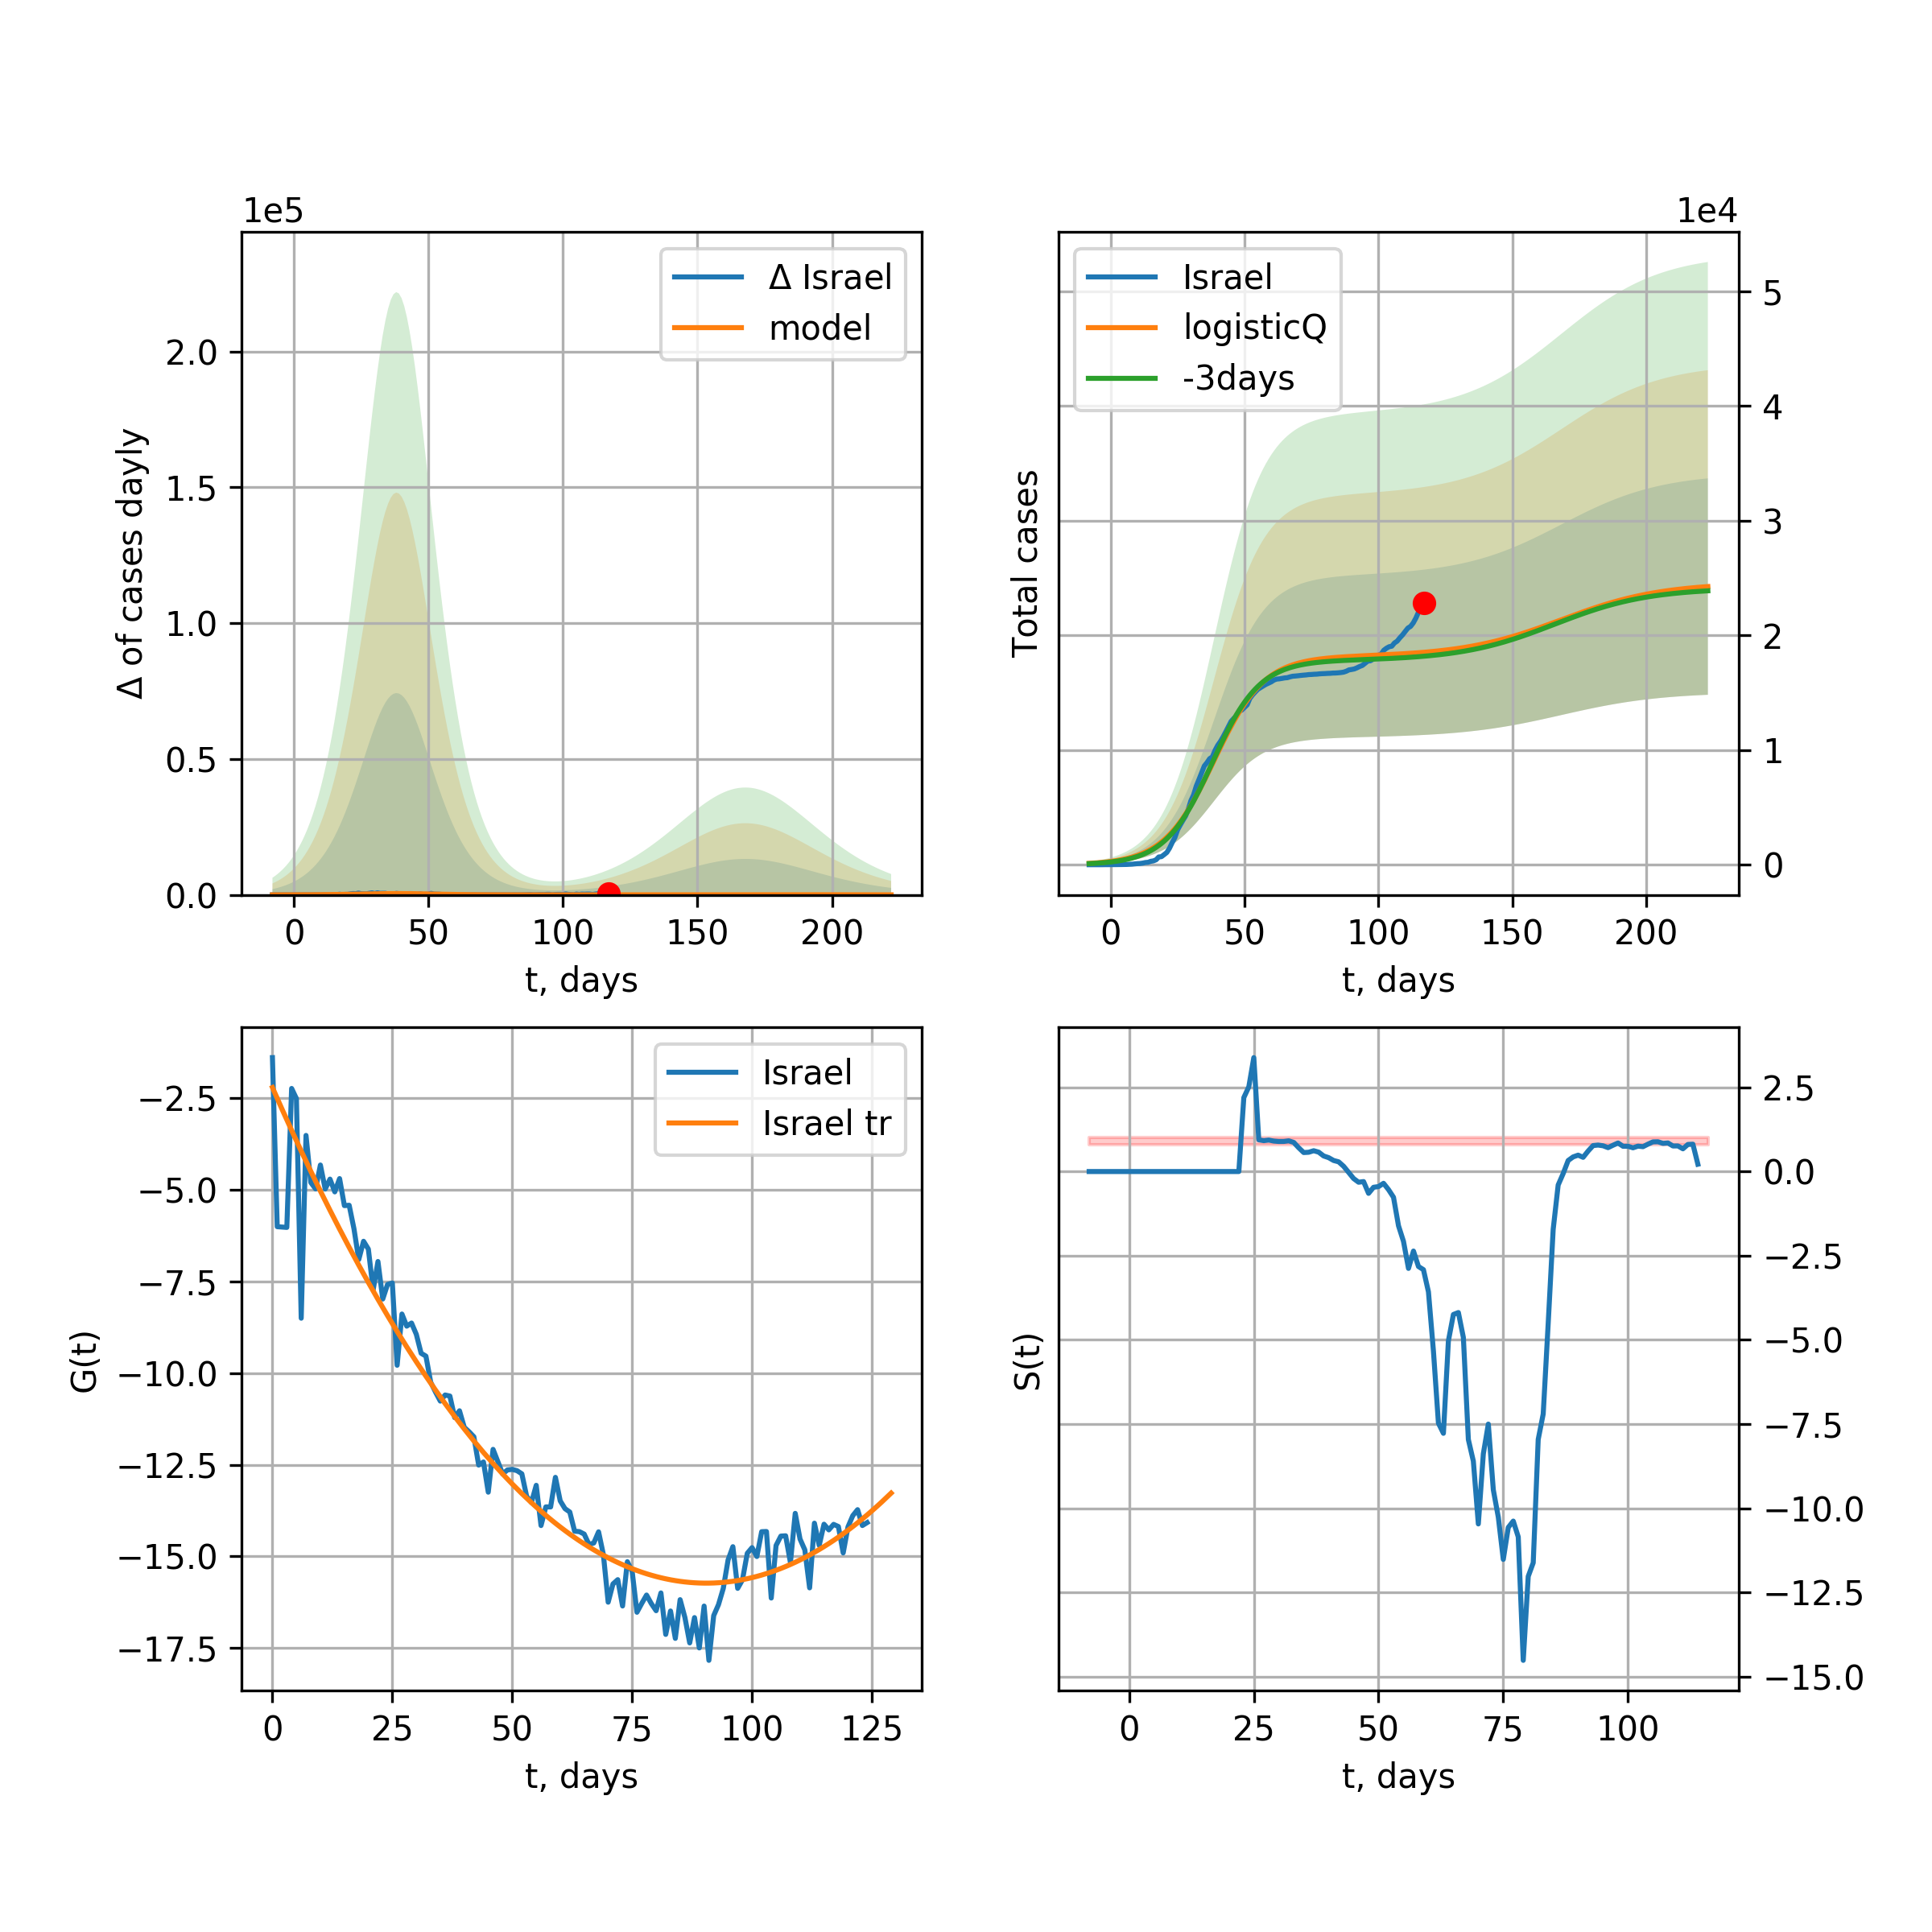 1e5
Δ of cases dayly
2.0
1.5
1.0
0.5
0.0
0 50 100 150 200
t, days
Δ Israel
model
1e4
Total cases
5
4
3
2
1
0
0 50 100 150 200
t, days
Israel
logisticQ
-3days
G(t)
−2.5
−5.0
−7.5
−10.0
−12.5
−15.0
−17.5
0 25 50 75 100 125
t, days
Israel
Israel tr
S(t)
2.5
0.0
−2.5
−5.0
−7.5
−10.0
−12.5
−15.0
0 25 50 75 100
t, days